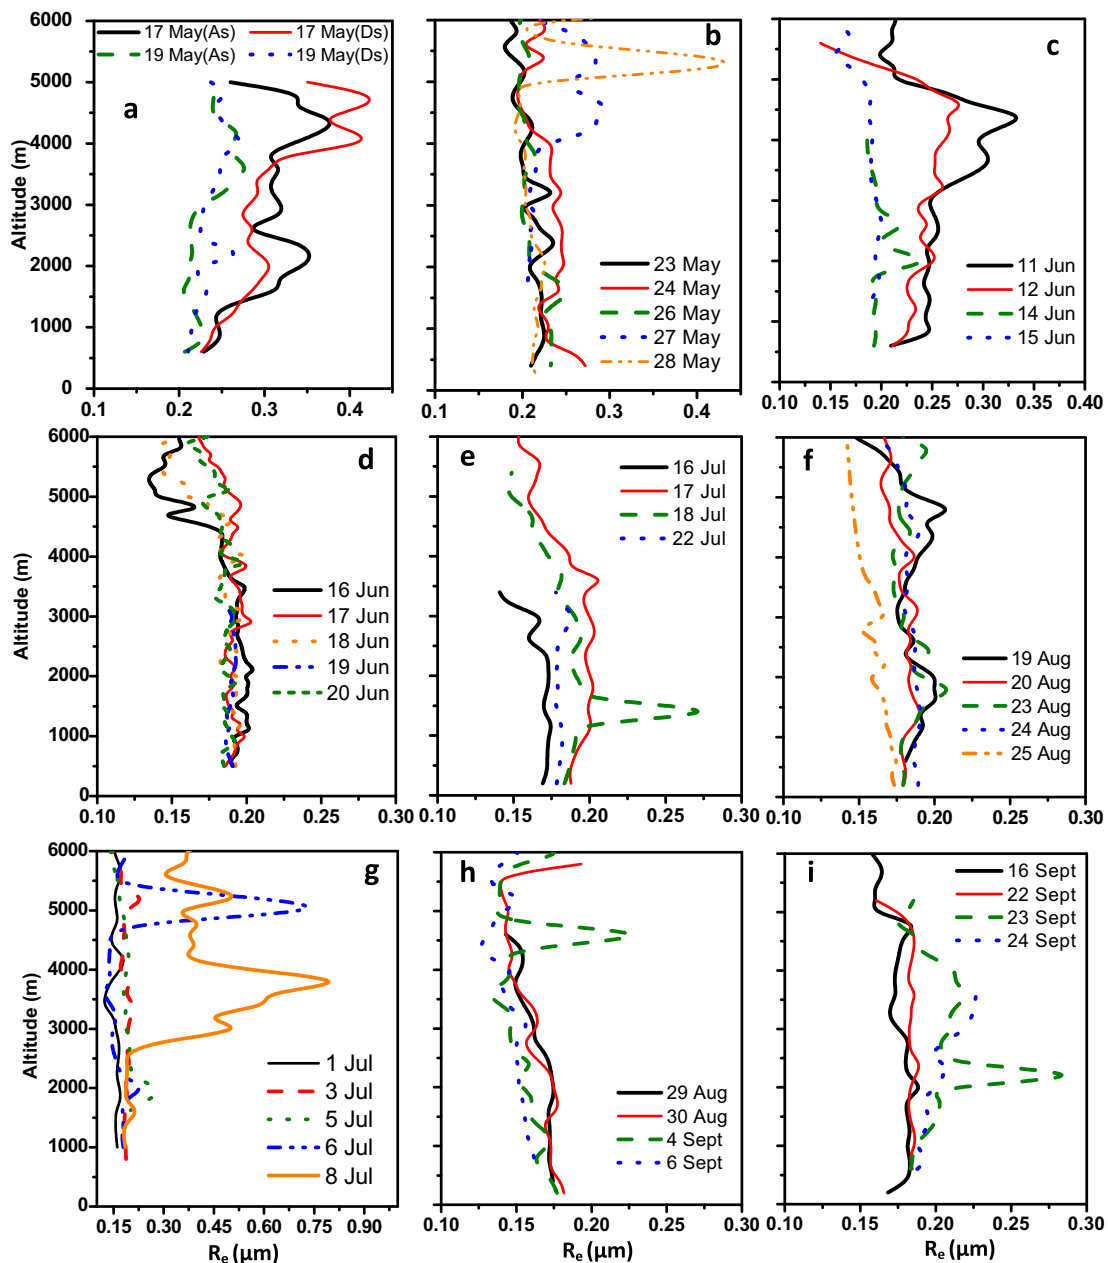 17 May(As) 17 May(Ds)
19 May(As) 19 May(Ds)
a
Altitude (m)
6000
5000
4000
3000
2000
1000
0
0.1 0.2 0.3 0.4
b
23 May
24 May
26 May
27 May
28 May
0.1 0.2 0.3 0.4
c
11 Jun
12 Jun
14 Jun
15 Jun
0.10 0.15 0.20 0.25 0.30 0.35 0.40
d
Altitude (m)
6000
5000
4000
3000
2000
1000
0
16 Jun
17 Jun
18 Jun
19 Jun
20 Jun
0.10 0.15 0.20 0.25 0.30
e
16 Jul
17 Jul
18 Jul
22 Jul
0.10 0.15 0.20 0.25 0.30
f
19 Aug
20 Aug
23 Aug
24 Aug
25 Aug
0.10 0.15 0.20 0.25 0.30
g
Altitude (m)
6000
5000
4000
3000
2000
1000
0
1 Jul
3 Jul
5 Jul
6 Jul
8 Jul
0.15 0.30 0.45 0.60 0.75 0.90
Re (µm)
h
29 Aug
30 Aug
4 Sept
6 Sept
0.10 0.15 0.20 0.25 0.30
Re (µm)
i
16 Sept
22 Sept
23 Sept
24 Sept
0.10 0.15 0.20 0.25 0.30
Re (µm)